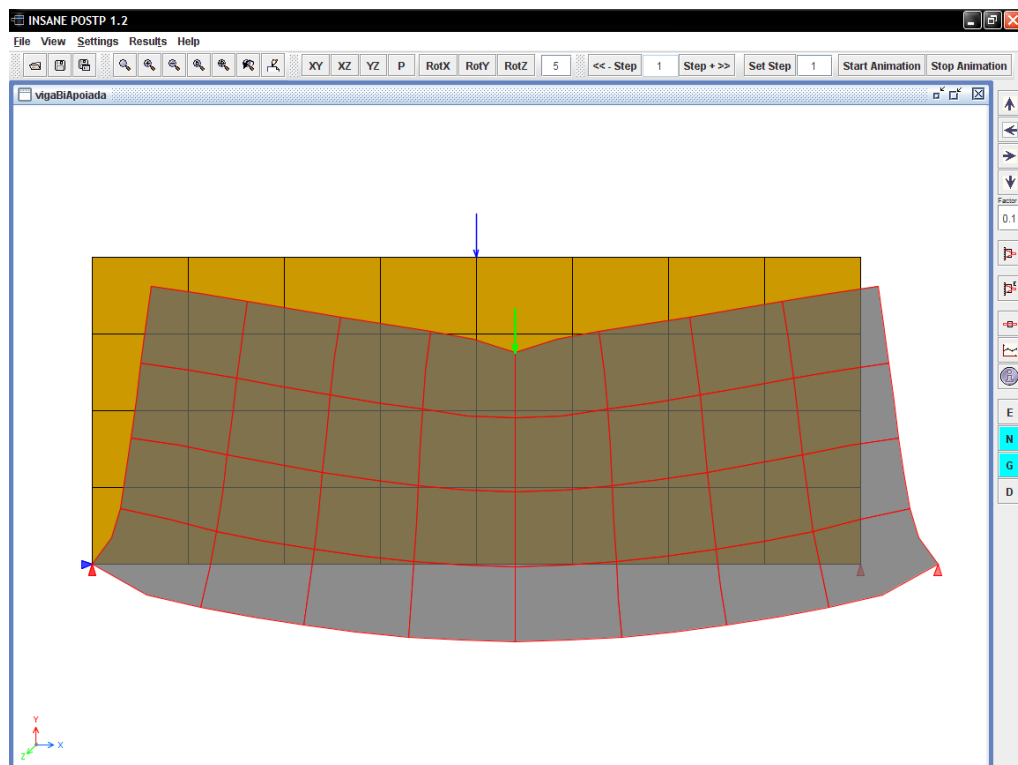 INSANE POSTP 1.2
File View Settings Results Help
XY XZ YZ P RotX RotY RotZ 5 << - Step 1 Step + >> Set Step 1 Start Animation Stop Animation
vigaBiApoiada
Factor
0.1
E
N
G
D
Y
X
Z